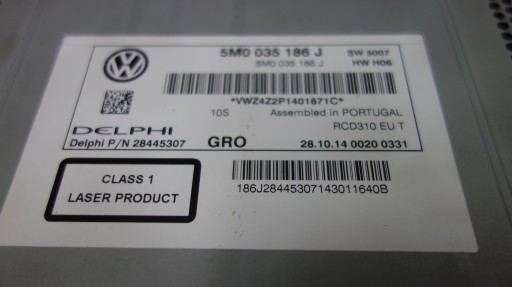 5M0 035 186 J SW 5007
5M0 035 186 J HW H06
*VWZ4Z2P1401671C*
10S Assembled in PORTUGAL
DELPHI RCD310 EU T
Delphi P/N 28445307 GRO 28.10.14 0020 0331
CLASS 1
LASER PRODUCT
186J28445307143011640B